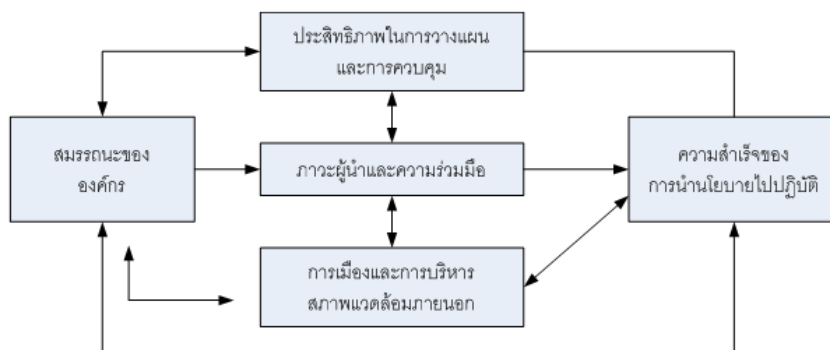 ประสิทธิภาพในการวางแผน
และการควบคุม
สมรรถนะของ
องค์กร
ภาวะผู้นำและความร่วมมือ
ความสำเร็จของ
การนำนโยบายไปปฏิบัติ
การเมืองและการบริหาร
สภาพแวดล้อมภายนอก